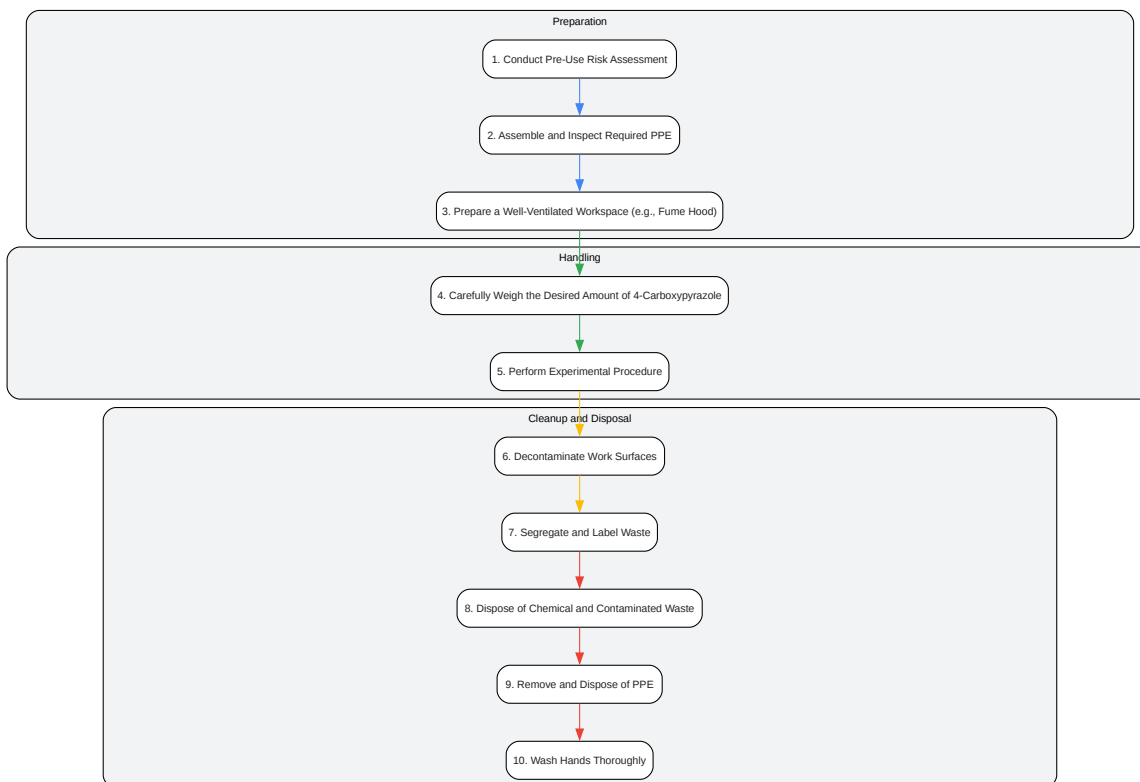 Preparation
1. Conduct Pre-Use Risk Assessment
2. Assemble and Inspect Required PPE
3. Prepare a Well-Ventilated Workspace (e.g., Fume Hood)
Handling
4. Carefully Weigh the Desired Amount of 4-Carboxypyrazole
5. Perform Experimental Procedure
Cleanup and Disposal
6. Decontaminate Work Surfaces
7. Segregate and Label Waste
8. Dispose of Chemical and Contaminated Waste
9. Remove and Dispose of PPE
10. Wash Hands Thoroughly